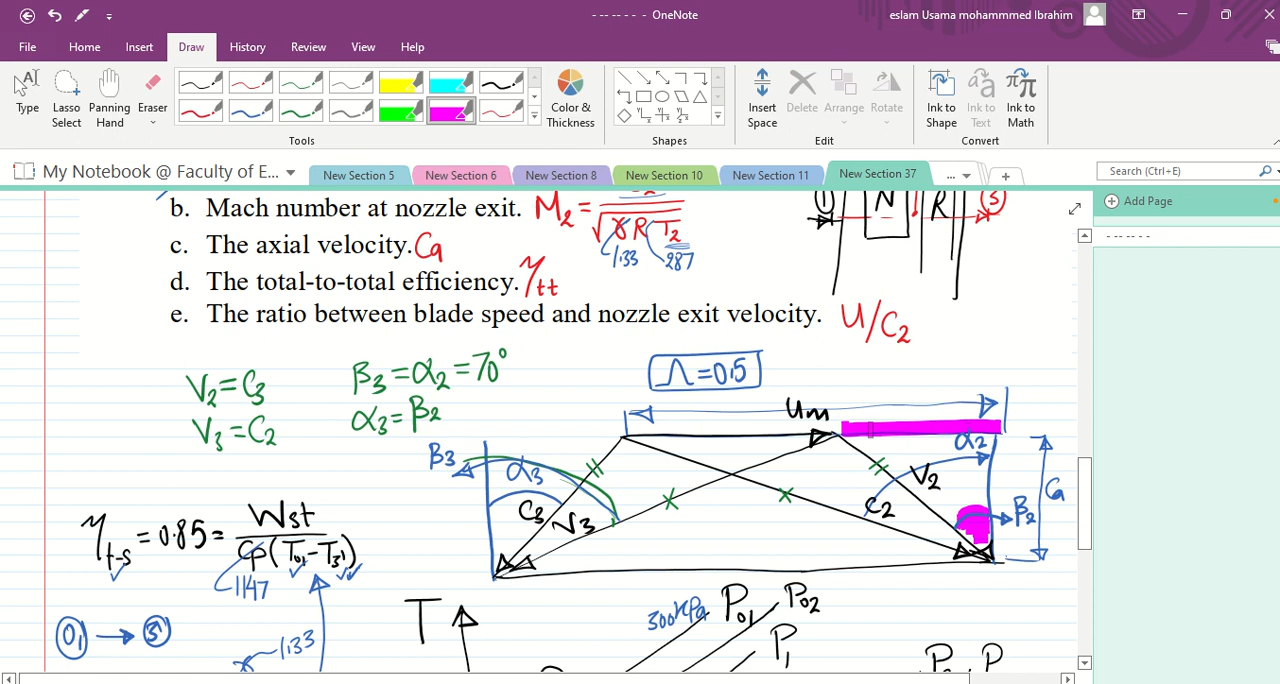 ------- - OneNote
eslam Usama mohammmed Ibrahim
File Home Insert Draw History Review View Help
Type
Lasso Select
Panning Hand
Eraser
Color & Thickness
Insert Space
Delete
Arrange
Rotate
Ink to Shape
Ink to Text
Ink to Math
Tools
Shapes
Edit
Convert
My Notebook @ Faculty of E...
New Section 5
New Section 6
New Section 8
New Section 10
New Section 11
New Section 37
...
Search (Ctrl+E)
Add Page
b. Mach number at nozzle exit. M2 = √γRT2
1.33 287
(1) N R (3)
c. The axial velocity. Ca
d. The total-to-total efficiency. ηtt
e. The ratio between blade speed and nozzle exit velocity. U/C2
V2 = C3
V3 = C2
β3 = α2 = 70°
α3 = β2
Λ = 0.5
Um
β3 α3 C3 V3 C2 V2 α2 β2 Ca
ηt-s = 0.85 = Wst / Cp(T01 - T3')
1147
01 → 3'
γ 1.33
T
300 kPa P01 P02
P1